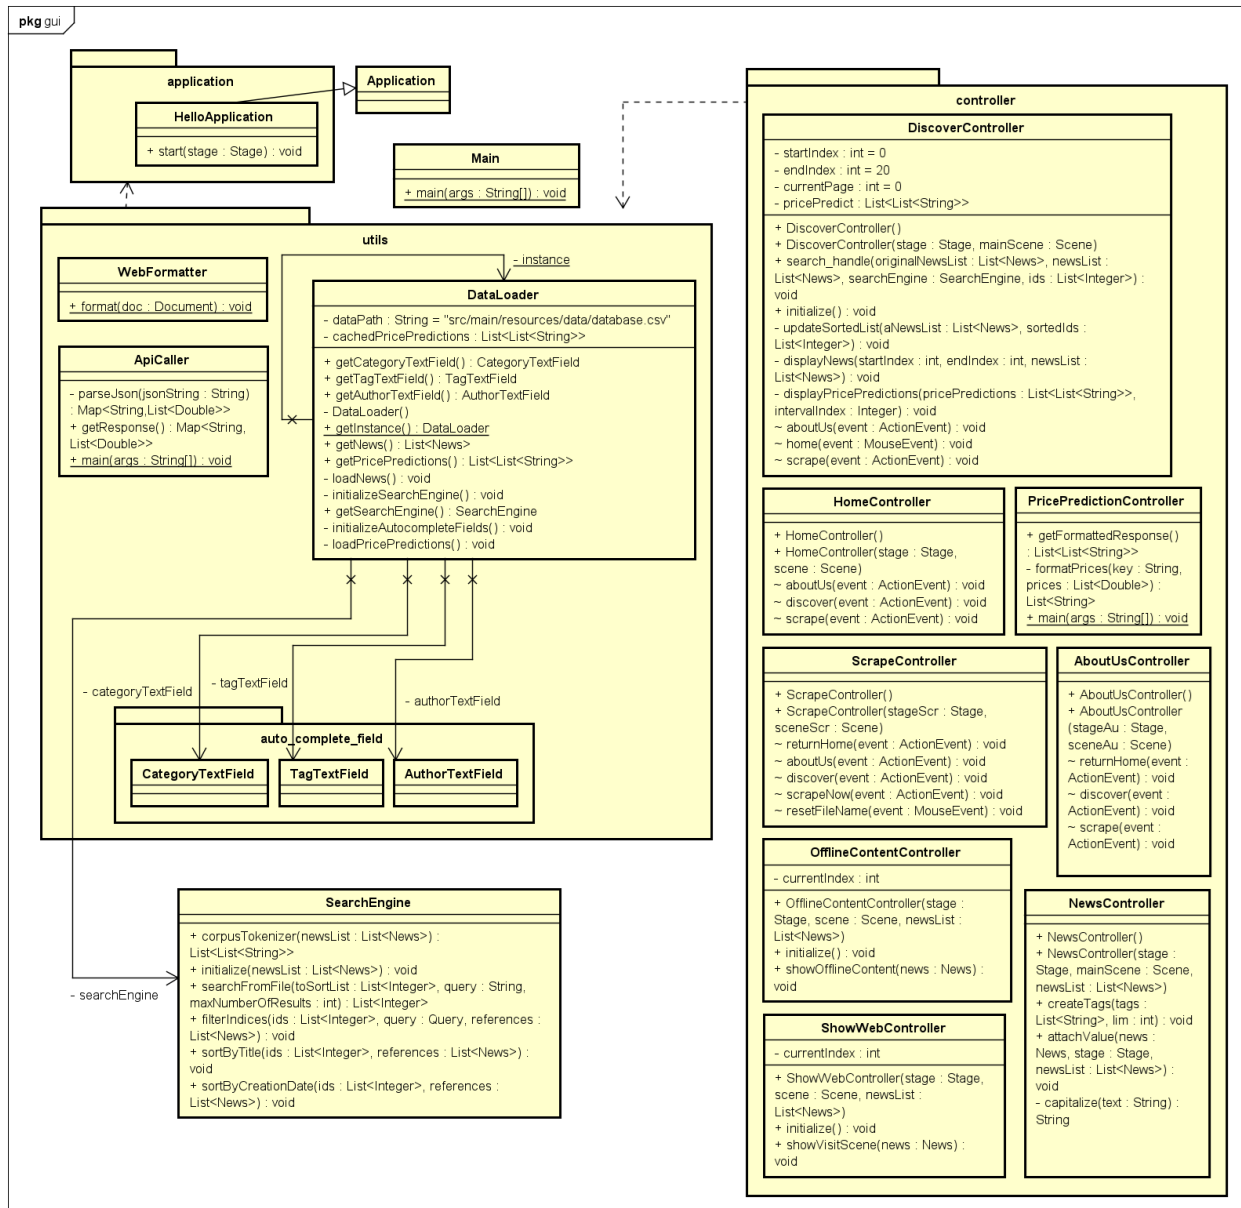 pkg gui
application
Application
HelloApplication
+ start(stage : Stage) : void
Main
+ main(args : String[]) : void
utils
WebFormatter
+ format(doc : Document) : void
ApiCaller
- parseJson(jsonString : String)
: Map<String,List<Double>>
+ getResponse() : Map<String,
List<Double>>
+ main(args : String[]) : void
- instance
DataLoader
- dataPath : String = "src/main/resources/data/database.csv"
- cachedPricePredictions : List<List<String>>
+ getCategoryTextField() : CategoryTextField
+ getTagTextField() : TagTextField
+ getAuthorTextField() : AuthorTextField
- DataLoader()
+ getInstance() : DataLoader
+ getNews() : List<News>
+ getPricePredictions() : List<List<String>>
- loadNews() : void
- initializeSearchEngine() : void
+ getSearchEngine() : SearchEngine
- initializeAutocompleteFields() : void
- loadPricePredictions() : void
- categoryTextField
- tagTextField
- authorTextField
auto_complete_field
CategoryTextField
TagTextField
AuthorTextField
- searchEngine
SearchEngine
+ corpusTokenizer(newsList : List<News>) :
List<List<String>>
+ initialize(newsList : List<News>) : void
+ searchFromFile(toSortList : List<Integer>, query : String,
maxNumberOfResults : int) : List<Integer>
+ filterIndices(ids : List<Integer>, query : Query, references :
List<News>) : void
+ sortByTitle(ids : List<Integer>, references : List<News>) :
void
+ sortByCreationDate(ids : List<Integer>, references :
List<News>) : void
controller
DiscoverController
- startIndex : int = 0
- endIndex : int = 20
- currentPage : int = 0
- pricePredict : List<List<String>>
+ DiscoverController()
+ DiscoverController(stage : Stage, mainScene : Scene)
+ search_handle(originalNewsList : List<News>, newsList :
List<News>, searchEngine : SearchEngine, ids : List<Integer>) :
void
+ initialize() : void
- updateSortedList(aNewsList : List<News>, sortedIds :
List<Integer>) : void
- displayNews(startIndex : int, endIndex : int, newsList :
List<News>) : void
- displayPricePredictions(pricePredictions : List<List<String>>,
intervalIndex : Integer) : void
~ aboutUs(event : ActionEvent) : void
~ home(event : MouseEvent) : void
~ scrape(event : ActionEvent) : void
HomeController
+ HomeController()
+ HomeController(stage : Stage,
scene : Scene)
~ aboutUs(event : ActionEvent) : void
~ discover(event : ActionEvent) : void
~ scrape(event : ActionEvent) : void
PricePredictionController
+ getFormattedResponse()
: List<List<String>>
- formatPrices(key : String,
prices : List<Double>) :
List<String>
+ main(args : String[]) : void
ScrapeController
+ ScrapeController()
+ ScrapeController(stageScr : Stage,
sceneScr : Scene)
~ returnHome(event : ActionEvent) : void
~ aboutUs(event : ActionEvent) : void
~ discover(event : ActionEvent) : void
~ scrapeNow(event : ActionEvent) : void
~ resetFileName(event : MouseEvent) : void
AboutUsController
+ AboutUsController()
+ AboutUsController
(stageAu : Stage,
sceneAu : Scene)
~ returnHome(event :
ActionEvent) : void
~ discover(event :
ActionEvent) : void
~ scrape(event :
ActionEvent) : void
OfflineContentController
- currentIndex : int
+ OfflineContentController(stage :
Stage, scene : Scene, newsList :
List<News>)
+ initialize() : void
+ showOfflineContent(news : News) :
void
NewsController
+ NewsController()
+ NewsController(stage :
Stage, mainScene : Scene,
newsList : List<News>)
+ createTags(tags :
List<String>, lim : int) : void
+ attachValue(news :
News, stage : Stage,
newsList : List<News>) :
void
- capitalize(text : String) :
String
ShowWebController
- currentIndex : int
+ ShowWebController(stage : Stage,
scene : Scene, newsList :
List<News>)
+ initialize() : void
+ showVisitScene(news : News) :
void